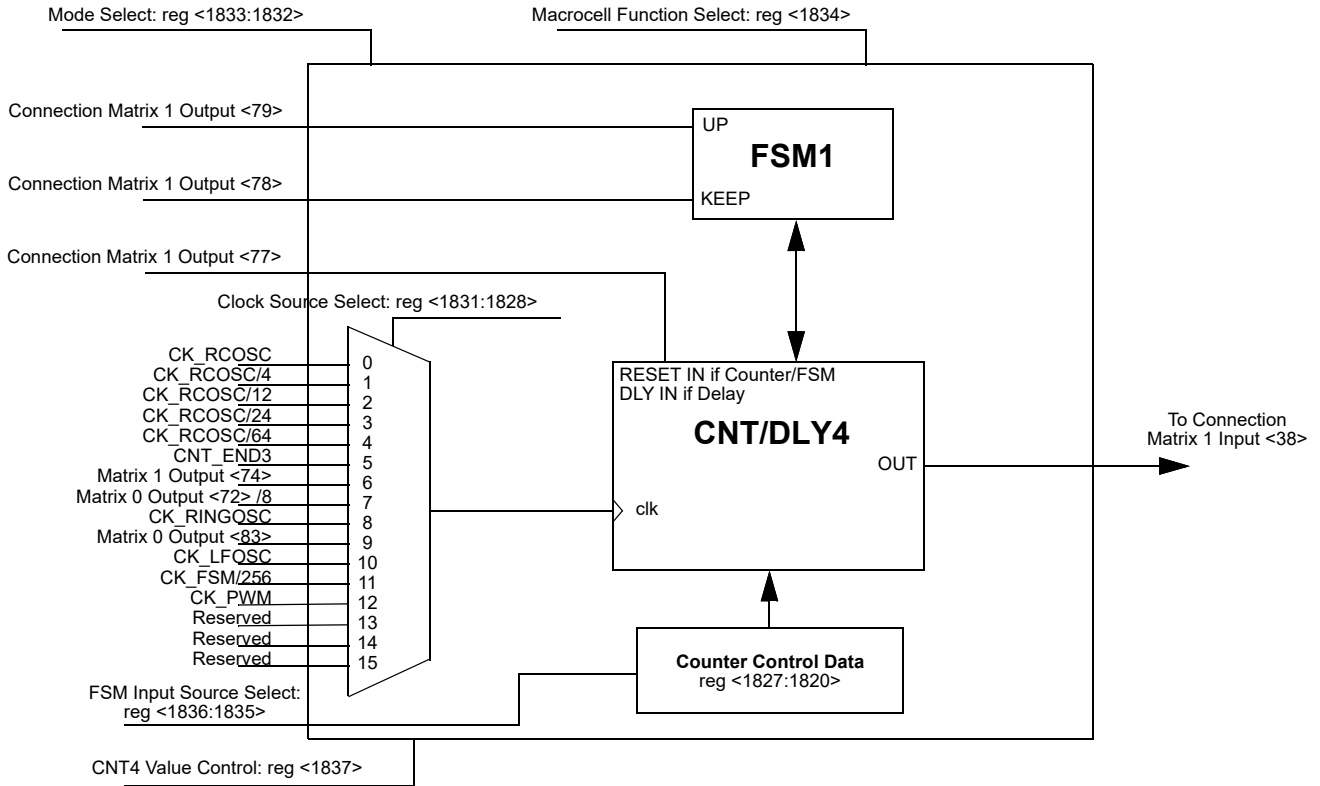 Mode Select: reg <1833:1832>
Macrocell Function Select: reg <1834>
Connection Matrix 1 Output <79>
UP
FSM1
Connection Matrix 1 Output <78>
KEEP
Connection Matrix 1 Output <77>
Clock Source Select: reg <1831:1828>
CK_RCOSC 0
CK_RCOSC/4 1
CK_RCOSC/12 2
CK_RCOSC/24 3
CK_RCOSC/64 4
CNT_END3 5
Matrix 1 Output <74> 6
Matrix 0 Output <72> /8 7
CK_RINGOSC 8
Matrix 0 Output <83> 9
CK_LFOSC 10
CK_FSM/256 11
CK_PWM 12
Reserved 13
Reserved 14
Reserved 15
RESET IN if Counter/FSM
DLY IN if Delay
CNT/DLY4
OUT
clk
To Connection
Matrix 1 Input <38>
Counter Control Data
reg <1827:1820>
FSM Input Source Select:
reg <1836:1835>
CNT4 Value Control: reg <1837>